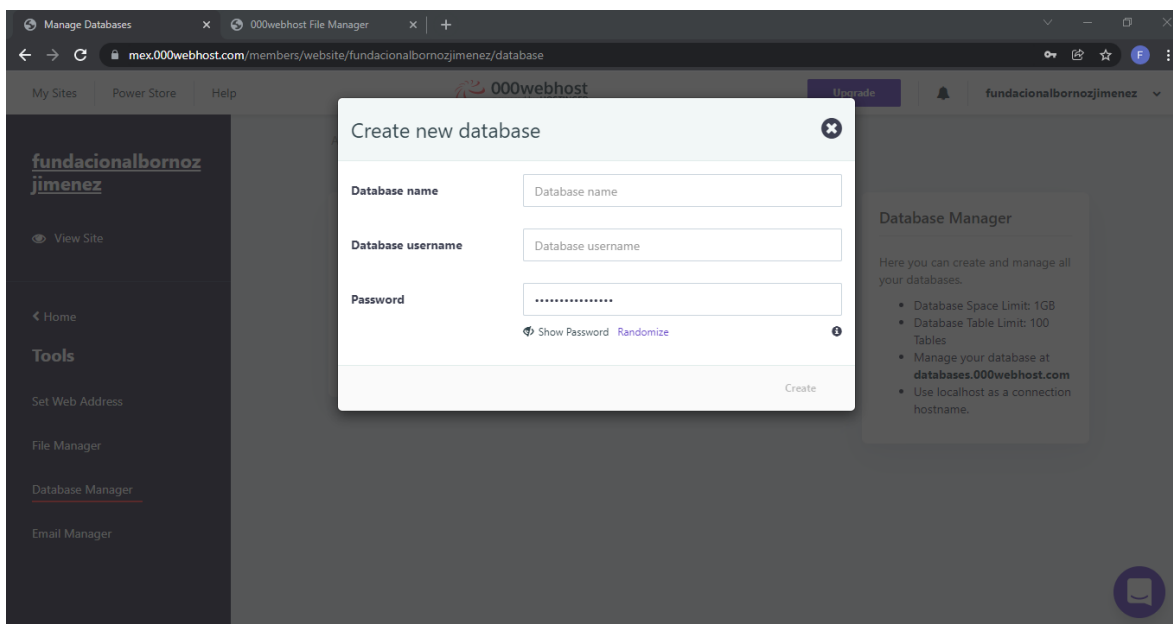 Manage Databases
000webhost File Manager
mex.000webhost.com/members/website/fundacionalbornozjimenez/database
F
My Sites
Power Store
Help
000webhost
Upgrade
fundacionalbornozjimenez
fundacionalbornoz
jimenez
View Site
Home
Tools
Set Web Address
File Manager
Database Manager
Email Manager
Create new database
Database name
Database name
Database username
Database username
Password
••••••••••••••••
Show Password Randomize
Create
Database Manager
Here you can create and manage all
your databases.
• Database Space Limit: 1GB
• Database Table Limit: 100
Tables
• Manage your database at
databases.000webhost.com
• Use localhost as a connection
hostname.